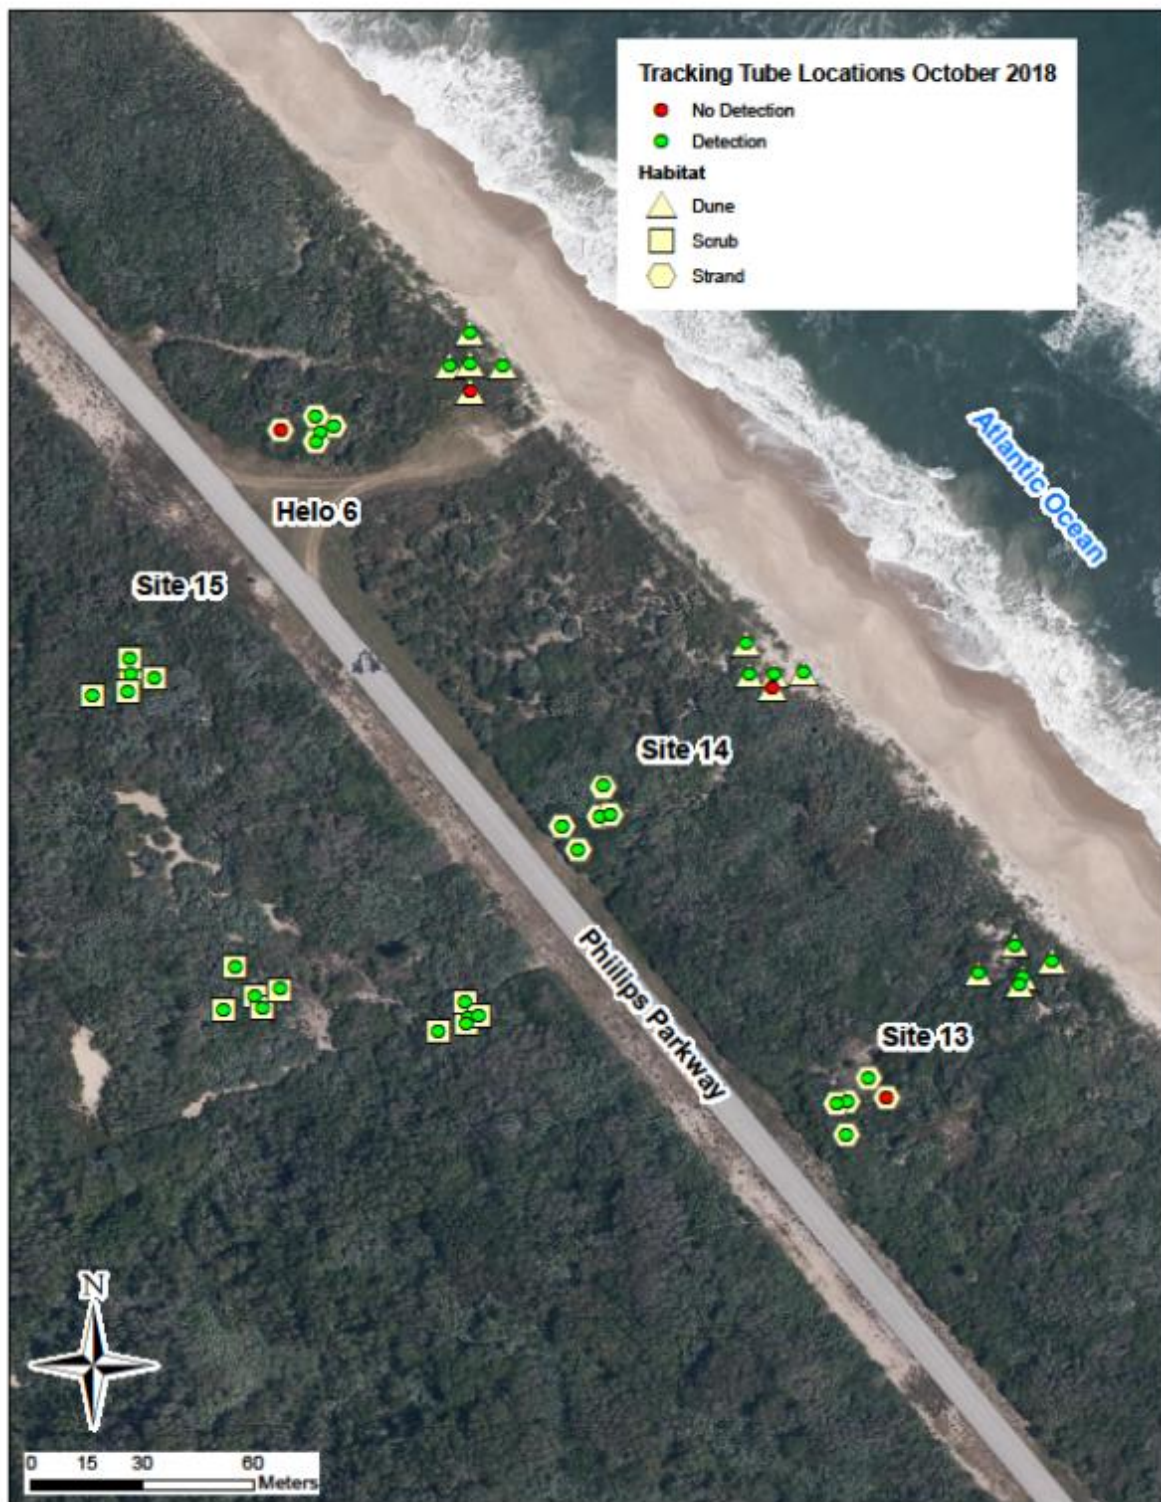 Tracking Tube Locations October 2018
No Detection
Detection
Habitat
Dune
Scrub
Strand
Atlantic Ocean
Helo 6
Site 15
Site 14
Phillips Parkway
Site 13
N
0 15 30 60
Meters